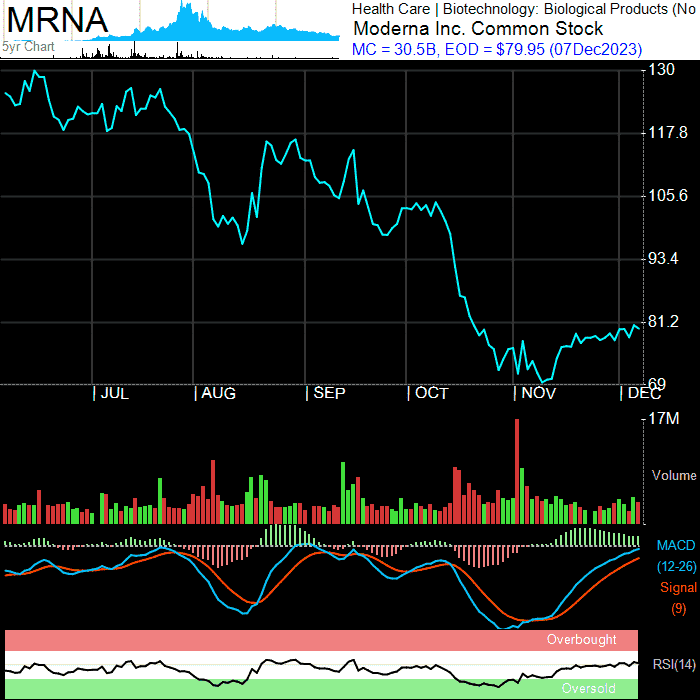 MRNA
5yr Chart
Health Care | Biotechnology: Biological Products (No
Moderna Inc. Common Stock
MC = 30.5B, EOD = $79.95 (07Dec2023)
130
117.8
105.6
93.4
81.2
69
JUL AUG SEP OCT NOV DEC
17M
Volume
MACD
(12-26)
Signal
(9)
Overbought
RSI(14)
Oversold